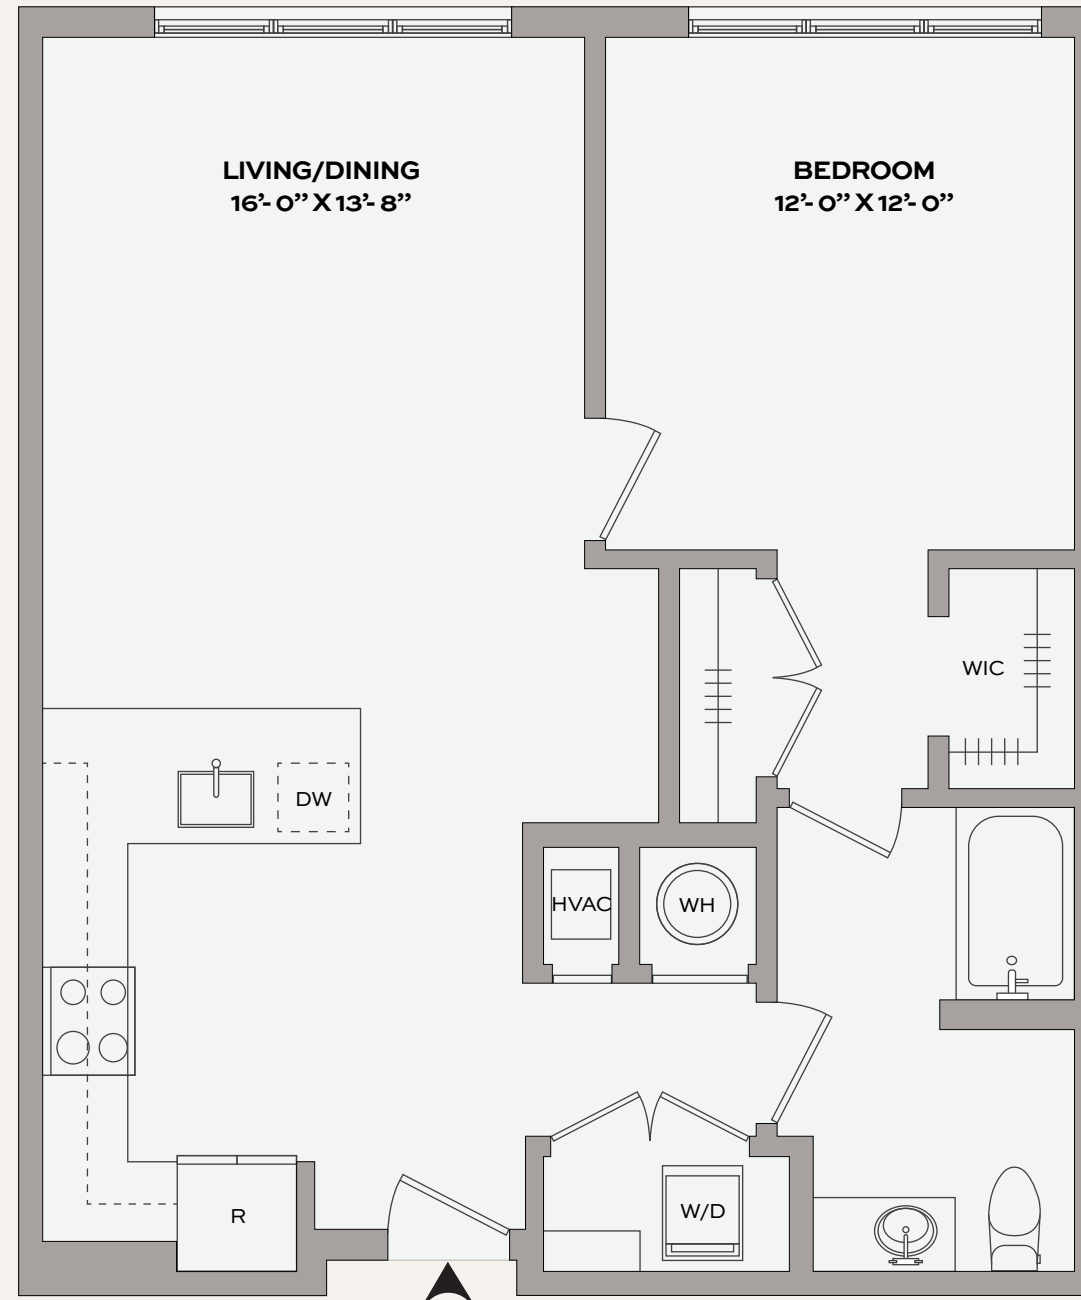 LIVING/DINING
16’- 0” X 13’- 8”
BEDROOM
12’- 0” X 12’- 0”
WIC
DW
HVAC
WH
R
W/D